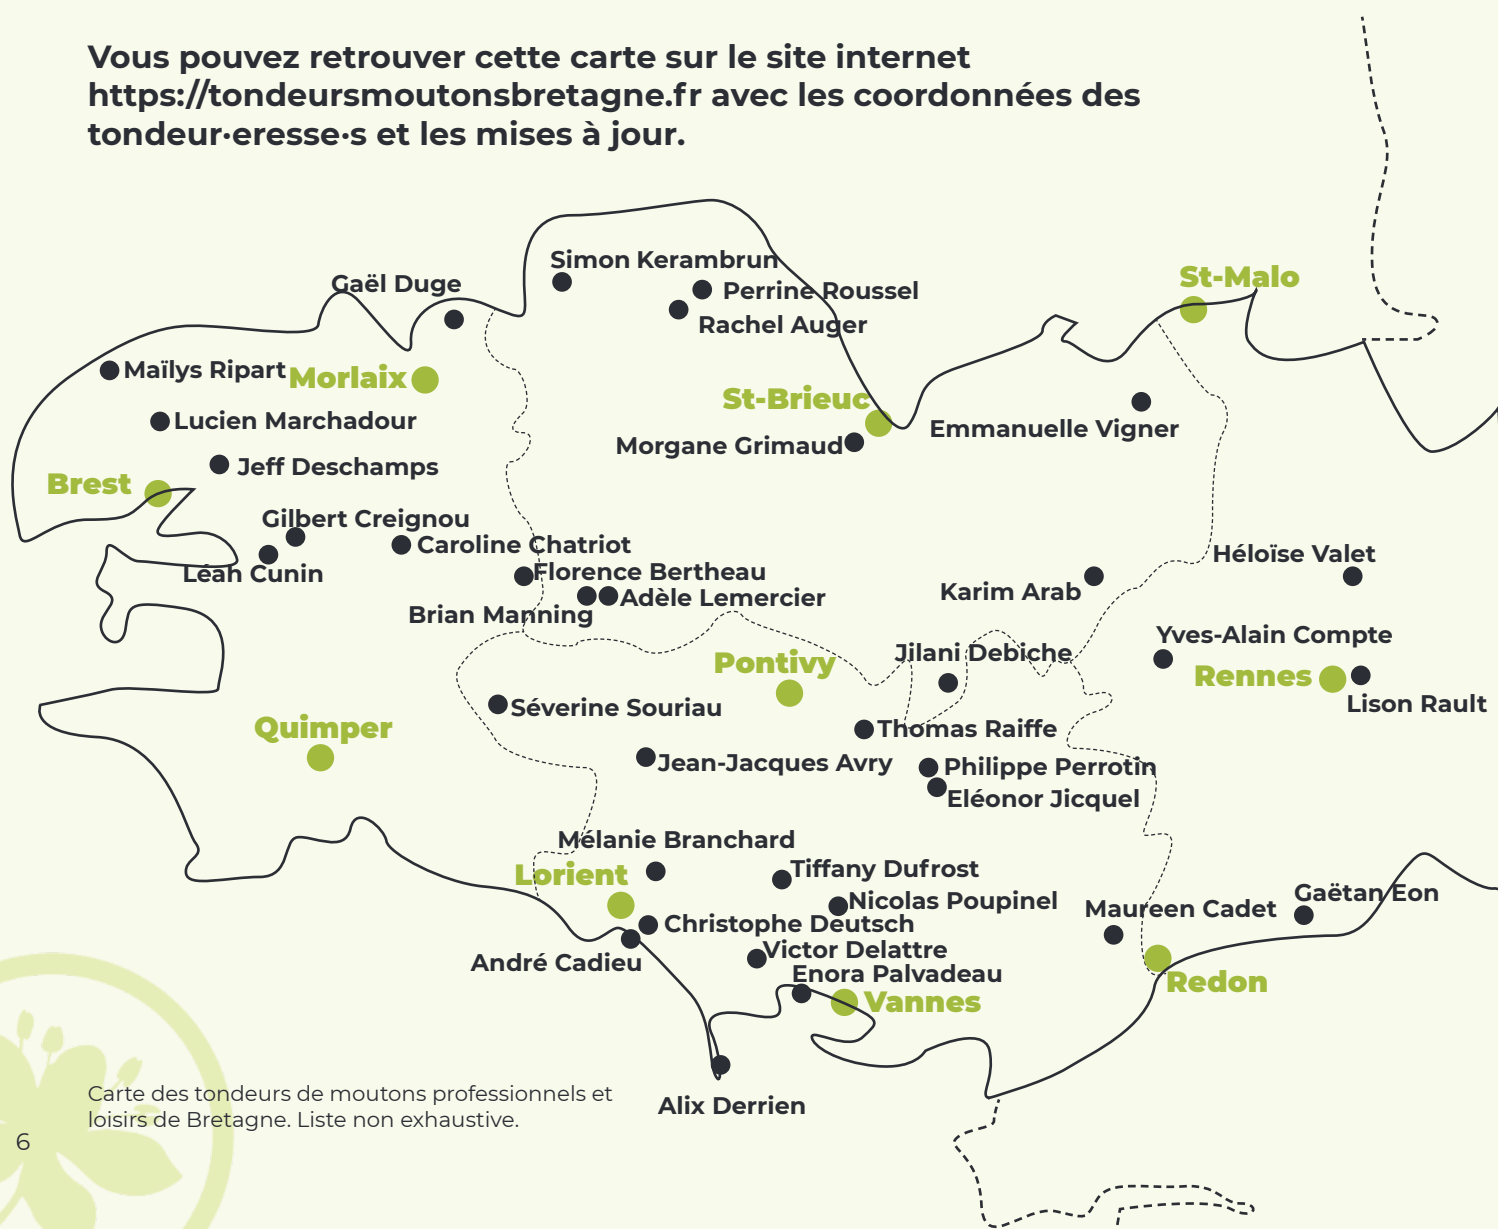 Vous pouvez retrouver cette carte sur le site internet
https://tondeursmoutonsbretagne.fr avec les coordonnées des
tondeur·eresse·s et les mises à jour.
Simon Kerambrun
St-Malo
Gaël Duge
Perrine Roussel
Rachel Auger
Maïlys Ripart
Morlaix
St-Brieuc
Lucien Marchadour
Emmanuelle Vigner
Morgane Grimaud
Jeff Deschamps
Brest
Gilbert Creignou
Caroline Chatriot
Héloïse Valet
Léah Cunin
Florence Bertheau
Karim Arab
Adèle Lemercier
Brian Manning
Yves-Alain Compte
Jilani Debiche
Pontivy
Rennes
Lison Rault
Séverine Souriau
Quimper
Thomas Raiffe
Jean-Jacques Avry
Philippe Perrotin
Eléonor Jicquel
Mélanie Branchard
Tiffany Dufrost
Lorient
Gaëtan Eon
Nicolas Poupinel
Maureen Cadet
Christophe Deutsch
Victor Delattre
André Cadieu
Enora Palvadeau
Redon
Vannes
Carte des tondeurs de moutons professionnels et
loisirs de Bretagne. Liste non exhaustive.
Alix Derrien
6